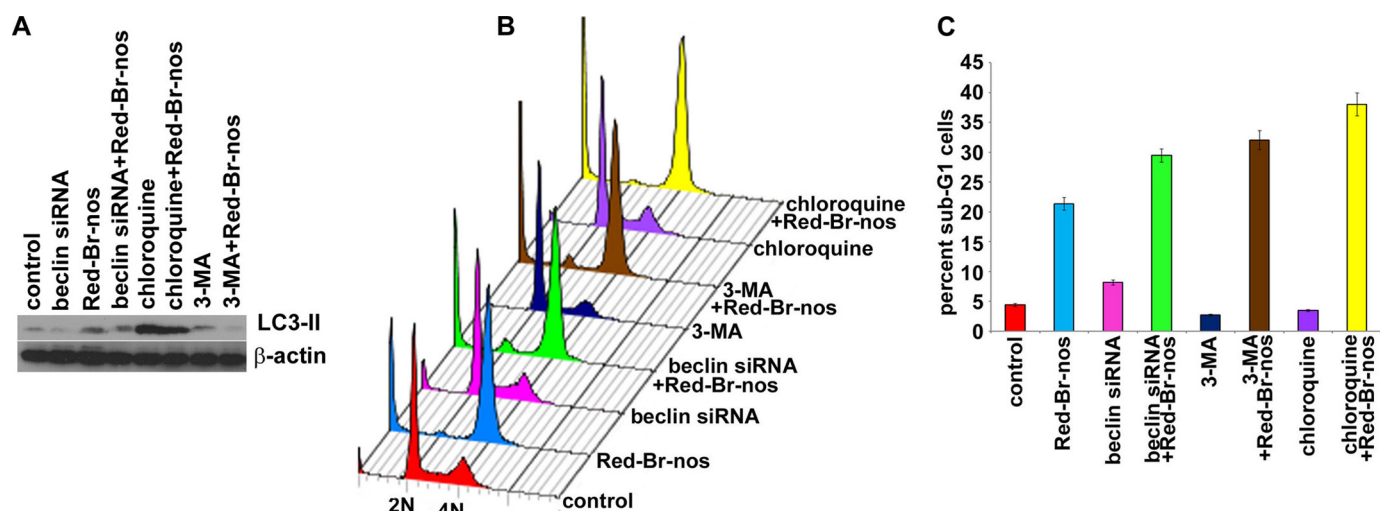 A
control
beclin siRNA
Red-Br-nos
beclin siRNA+Red-Br-nos
chloroquine
chloroquine+Red-Br-nos
3-MA
3-MA+Red-Br-nos
LC3-II
β-actin
B
chloroquine
+Red-Br-nos
chloroquine
3-MA
+Red-Br-nos
3-MA
beclin siRNA
+Red-Br-nos
beclin siRNA
Red-Br-nos
control
2N
4N
C
percent sub-G1 cells
45
40
35
30
25
20
15
10
5
0
control
Red-Br-nos
beclin siRNA
beclin siRNA
+Red-Br-nos
3-MA
3-MA
+Red-Br-nos
chloroquine
chloroquine
+Red-Br-nos